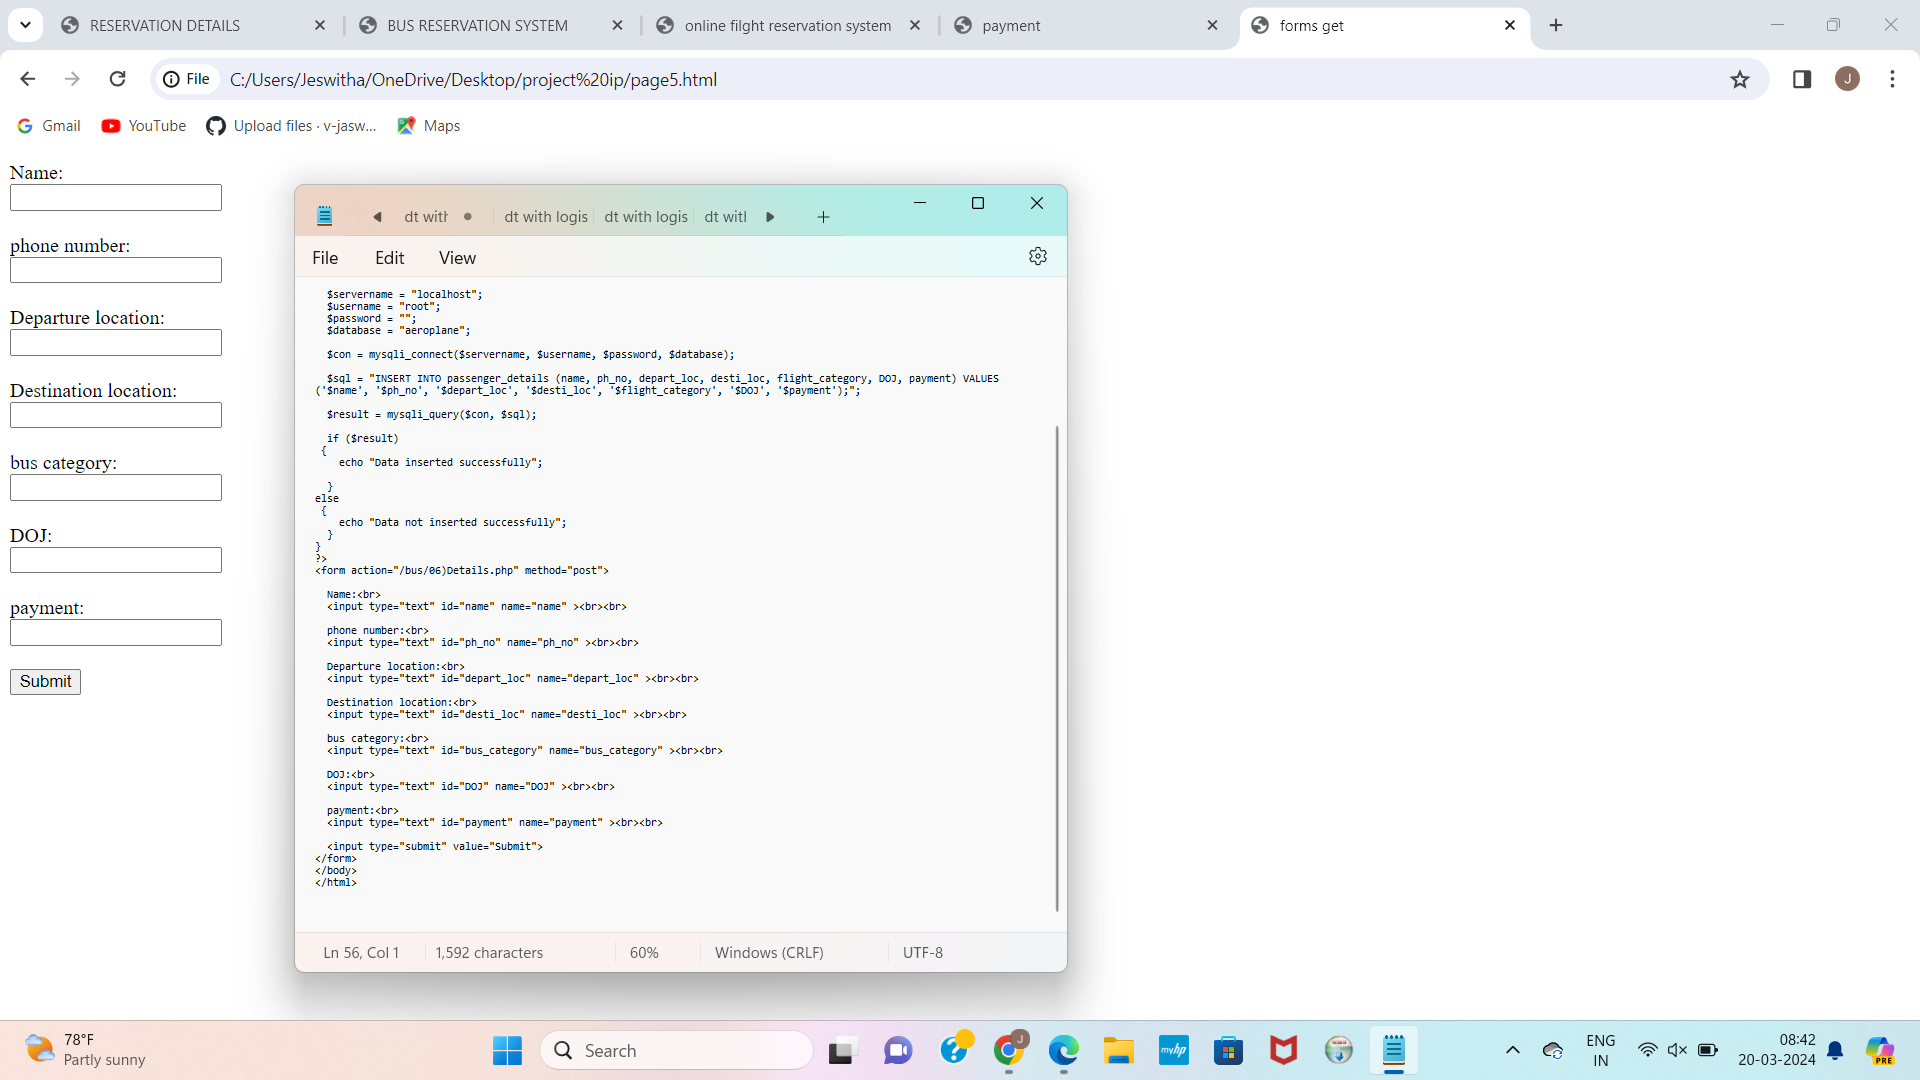 RESERVATION DETAILS
BUS RESERVATION SYSTEM
online filght reservation system
payment
forms get
File
C:/Users/Jeswitha/OneDrive/Desktop/project%20ip/page5.html
J
Gmail
YouTube
Upload files · v-jasw...
Maps
Name:
phone number:
Departure location:
Destination location:
bus category:
DOJ:
payment:
Submit
dt with
dt with logis
dt with logis
dt with
File
Edit
View
$servername = "localhost";
$username = "root";
$password = "";
$database = "aeroplane";
$con = mysqli_connect($servername, $username, $password, $database);
$sql = "INSERT INTO passenger_details (name, ph_no, depart_loc, desti_loc, flight_category, DOJ, payment) VALUES
('$name', '$ph_no', '$depart_loc', '$desti_loc', '$flight_category', '$DOJ', '$payment');";
$result = mysqli_query($con, $sql);
if ($result)
{
echo "Data inserted successfully";
}
else
{
echo "Data not inserted successfully";
}
}
?>
<form action="/bus/06)Details.php" method="post">
Name:<br>
<input type="text" id="name" name="name" ><br><br>
phone number:<br>
<input type="text" id="ph_no" name="ph_no" ><br><br>
Departure location:<br>
<input type="text" id="depart_loc" name="depart_loc" ><br><br>
Destination location:<br>
<input type="text" id="desti_loc" name="desti_loc" ><br><br>
bus category:<br>
<input type="text" id="bus_category" name="bus_category" ><br><br>
DOJ:<br>
<input type="text" id="DOJ" name="DOJ" ><br><br>
payment:<br>
<input type="text" id="payment" name="payment" ><br><br>
<input type="submit" value="Submit">
</form>
</body>
</html>
Ln 56, Col 1
1,592 characters
60%
Windows (CRLF)
UTF-8
78°F
Partly sunny
Search
J
myhp
ENG
IN
08:42
20-03-2024
PRE